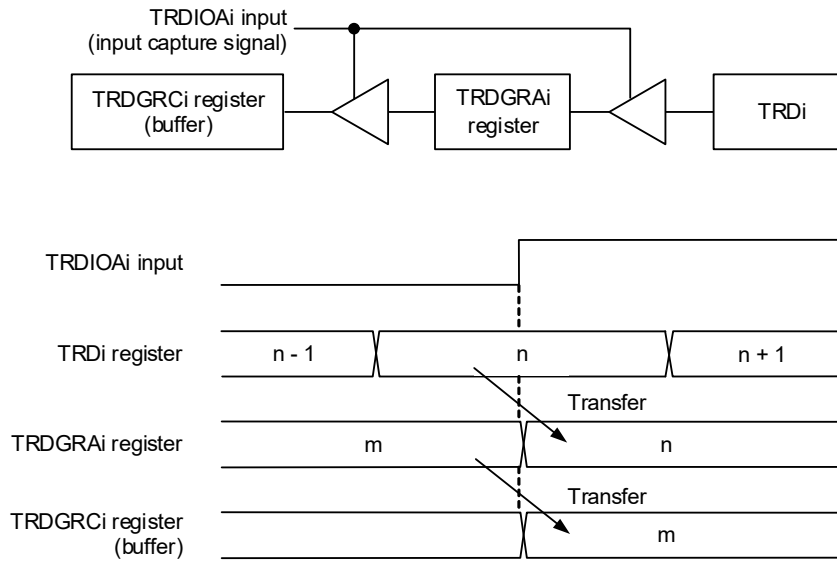 TRDIOAi input
(input capture signal)
TRDGRCi register
(buffer)
TRDGRAi
register
TRDi
TRDIOAi input
TRDi register
n - 1
n
n + 1
Transfer
TRDGRAi register
m
n
Transfer
TRDGRCi register
(buffer)
m